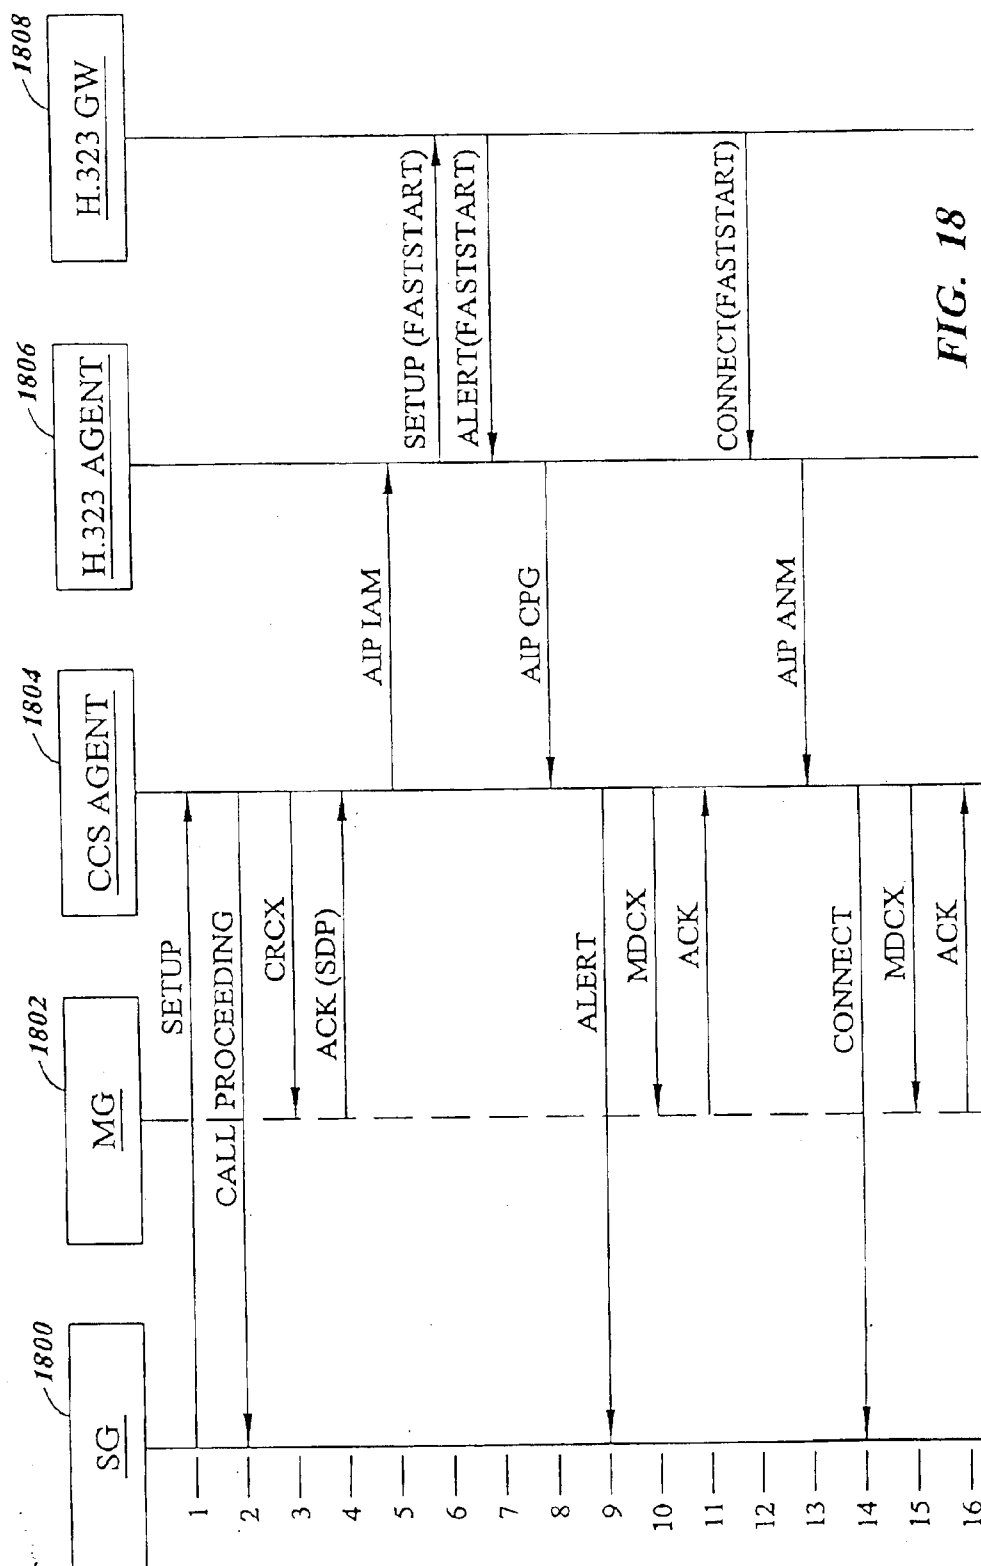 1800
SG
1802
MG
1804
CCS AGENT
1806
H.323 AGENT
1808
H.323 GW
1
SETUP
2
CALL PROCEEDING
3
CRCX
4
ACK (SDP)
5
AIP IAM
6
SETUP (FASTSTART)
7
ALERT(FASTSTART)
8
AIP CPG
9
ALERT
10
MDCX
11
ACK
12
CONNECT(FASTSTART)
13
AIP ANM
14
CONNECT
15
MDCX
16
ACK
FIG. 18